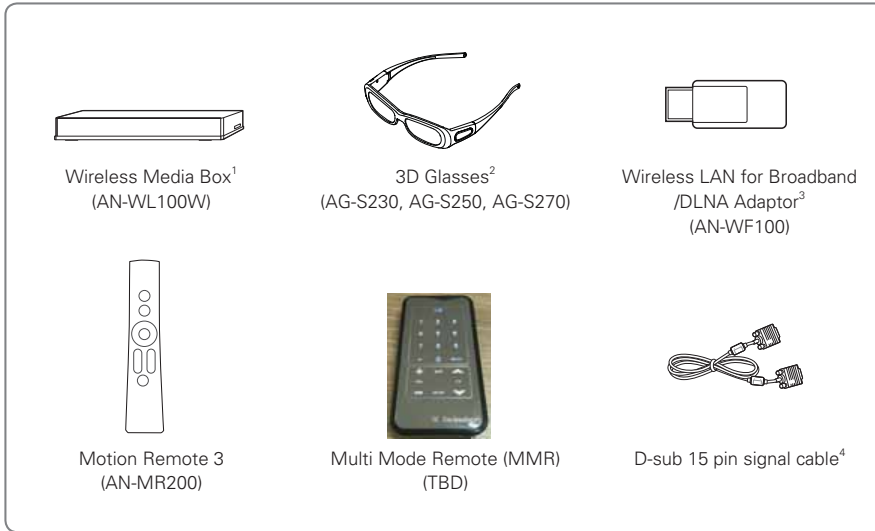 Wireless Media Box¹
(AN-WL100W)
3D Glasses²
(AG-S230, AG-S250, AG-S270)
Wireless LAN for Broadband
/DLNA Adaptor³
(AN-WF100)
Motion Remote 3
(AN-MR200)
Multi Mode Remote (MMR)
(TBD)
D-sub 15 pin signal cable⁴